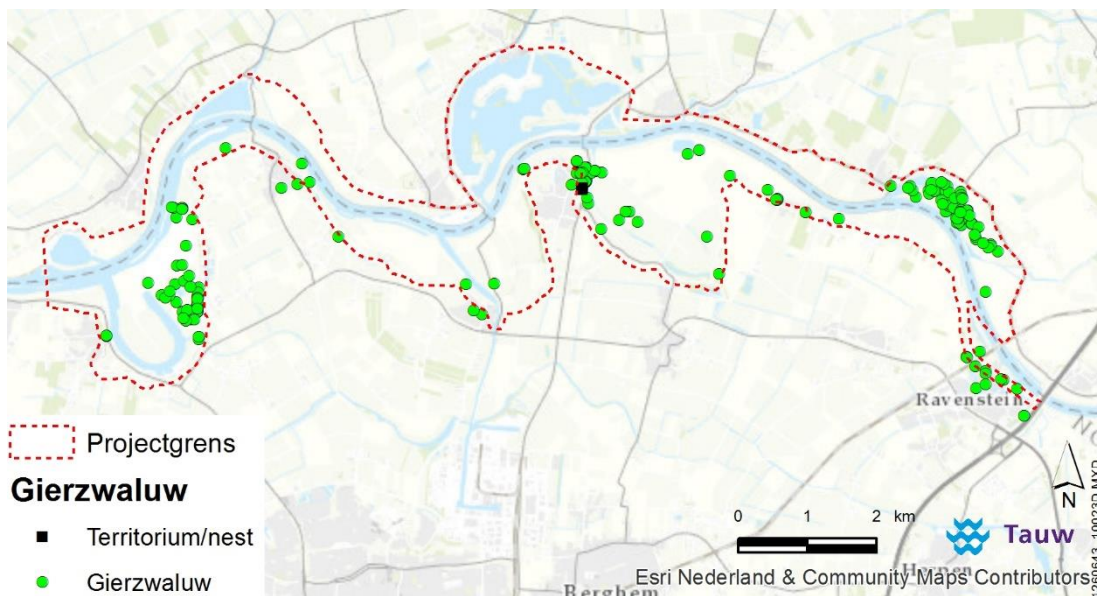 Ravenstein
Projectgrens
Gierzwaluw
Territorium/nest
Gierzwaluw
0 1 2 km
N
Tauw
Berghem
Esri Nederland & Community Maps Contributors